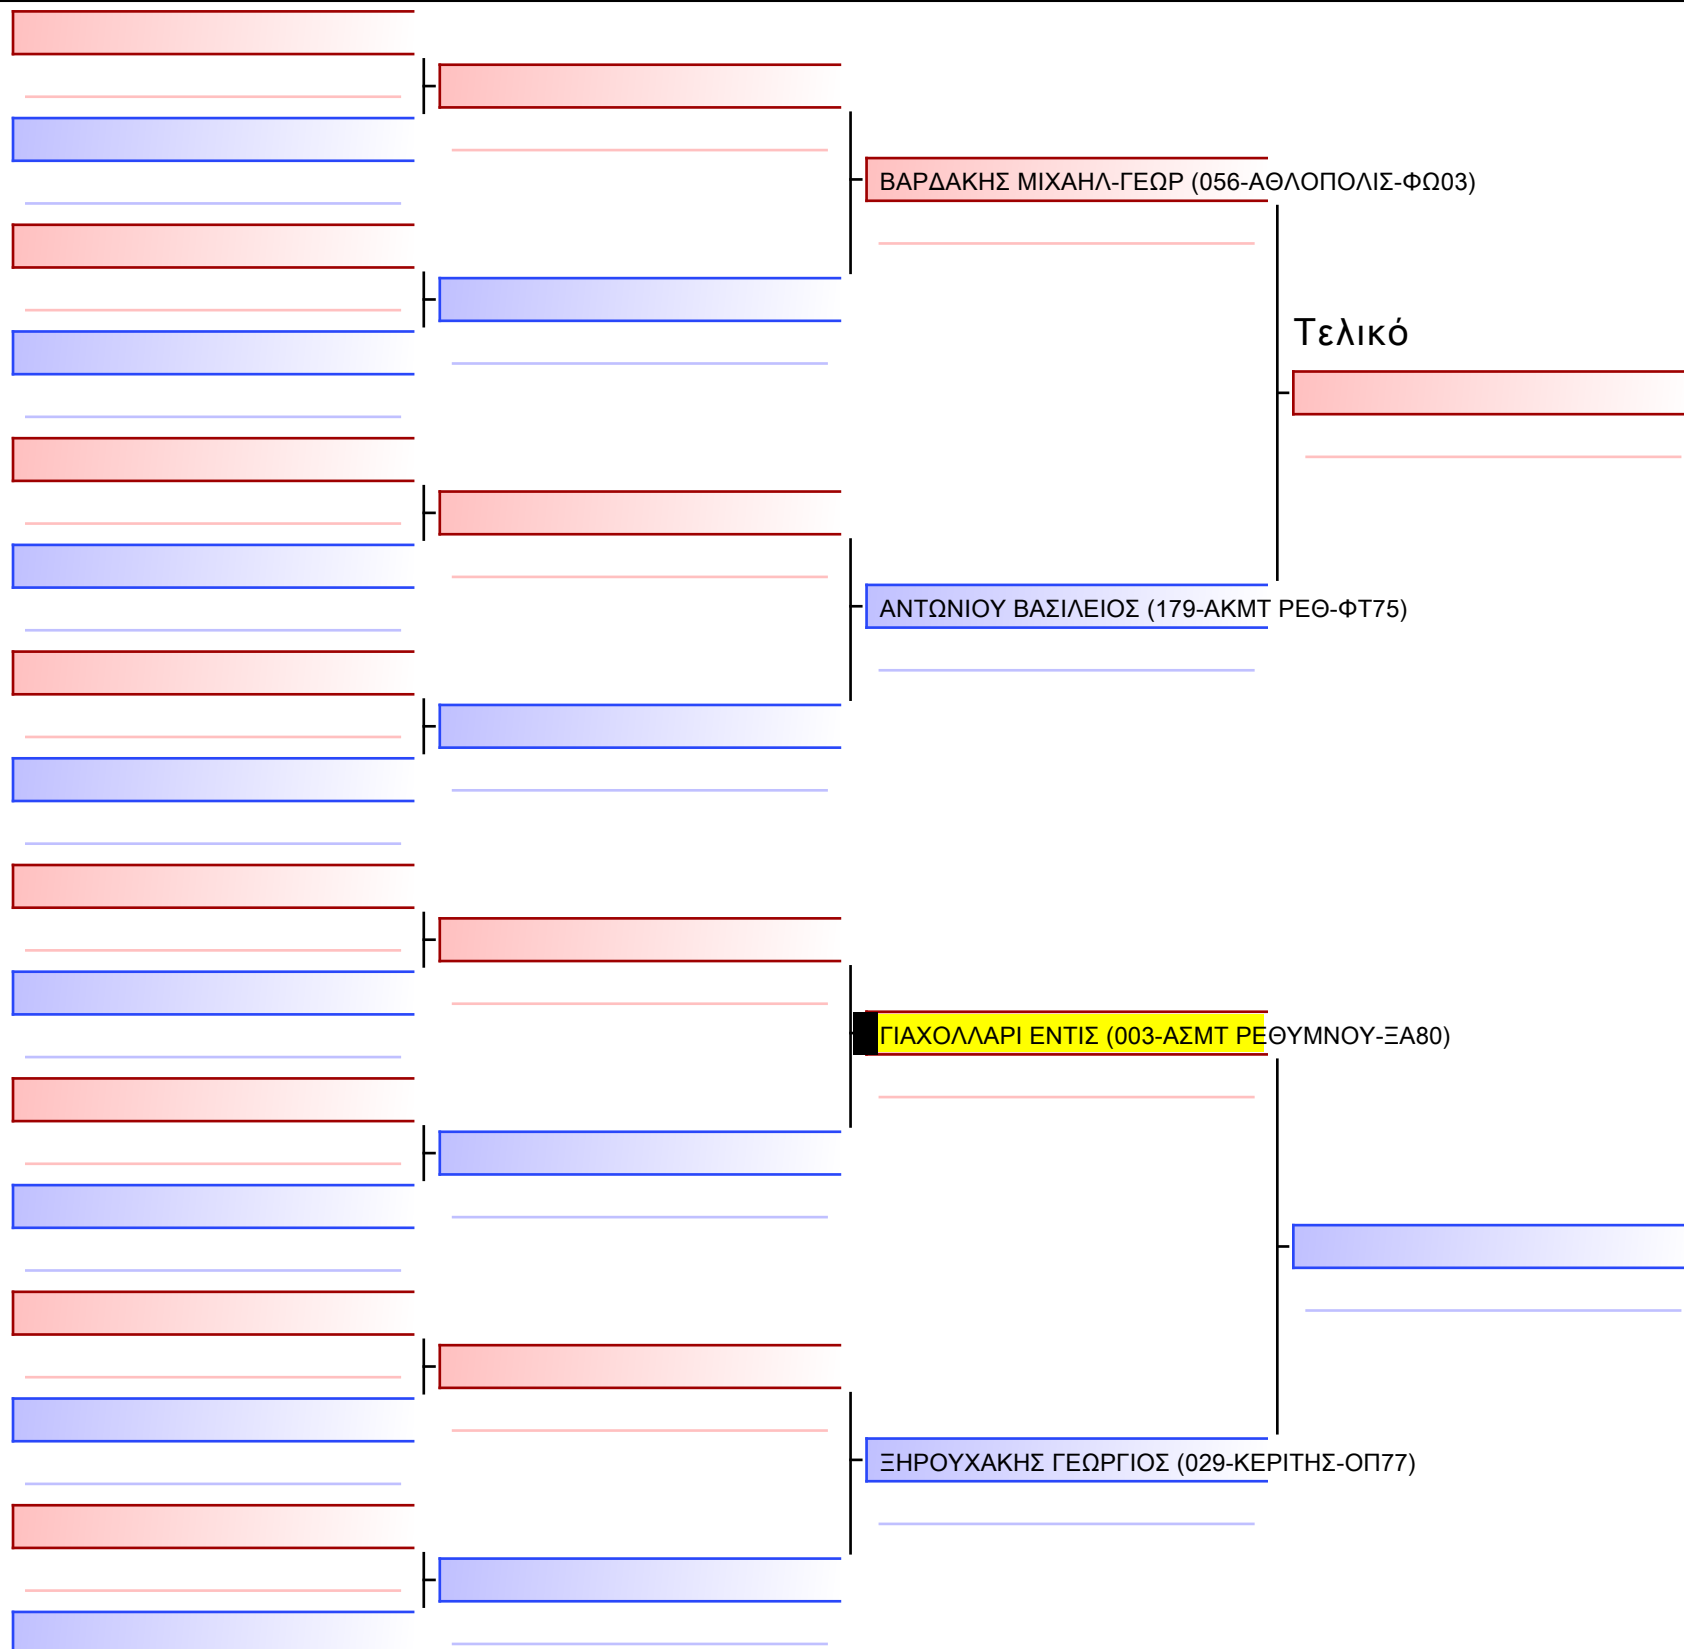 ΒΑΡΔΑΚΗΣ ΜΙΧΑΗΛ-ΓΕΩΡ (056-ΑΘΛΟΠΟΛΙΣ-ΦΩ03)
Τελικό
ΑΝΤΩΝΙΟΥ ΒΑΣΙΛΕΙΟΣ (179-ΑΚΜΤ ΡΕΘ-ΦΤ75)
ΓΙΑΧΟΛΛΑΡΙ ΕΝΤΙΣ (003-ΑΣΜΤ ΡΕΘΥΜΝΟΥ-ΞΑ80)
ΞΗΡΟΥΧΑΚΗΣ ΓΕΩΡΓΙΟΣ (029-ΚΕΡΙΤΗΣ-ΟΠ77)